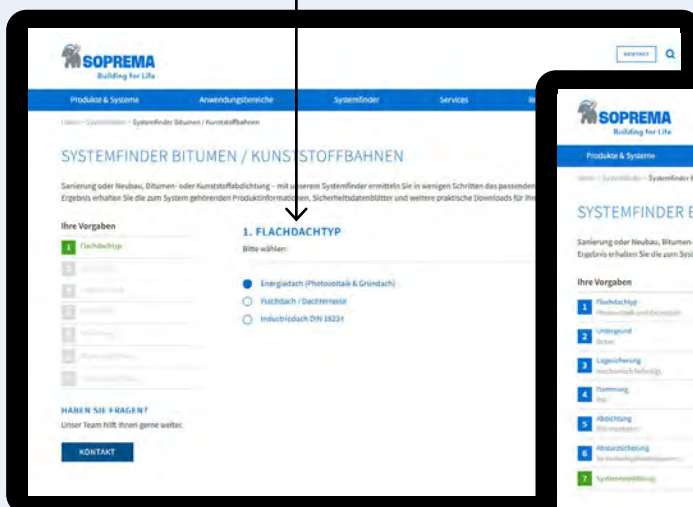 SOPREMA
Building for Life
KONTAKT
Produkte & Systeme Anwendungsbereiche Systemfinder Services
Systemfinder Bitumen / Kunststoffbahnen
SYSTEMFINDER BITUMEN / KUNSTSTOFFBAHNEN
Sanierung oder Neubau, Bitumen- oder Kunststoffabdichtung – mit unserem Systemfinder ermitteln Sie in wenigen Schritten das passende
Ergebnis erhalten Sie die zum System gehörenden Produktinformationen, Sicherheitsdatenblätter und weitere praktische Downloads für Ihr
Ihre Vorgaben
1 Flachdachtyp
1. FLACHDACHTYP
Bitte wählen:
Energiedach (Photovoltaik & Gründach)
Flachdach / Dachterrasse
Industriedach DIN 18234
HABEN SIE FRAGEN?
Unser Team hilft Ihnen gerne weiter.
KONTAKT
SOPREMA
Building for Life
Produkte & Systeme
Systemfinder B
SYSTEMFINDER B
Sanierung oder Neubau, Bitumen-
Ergebnis erhalten Sie die zum Syst
Ihre Vorgaben
1 Flachdachtyp
2 Untergrund
3 Lagesicherung
mechanisch befestigt
4 Dämmung
5 Abdichtung
6 Absturzsicherung
7 Systemempfehlung